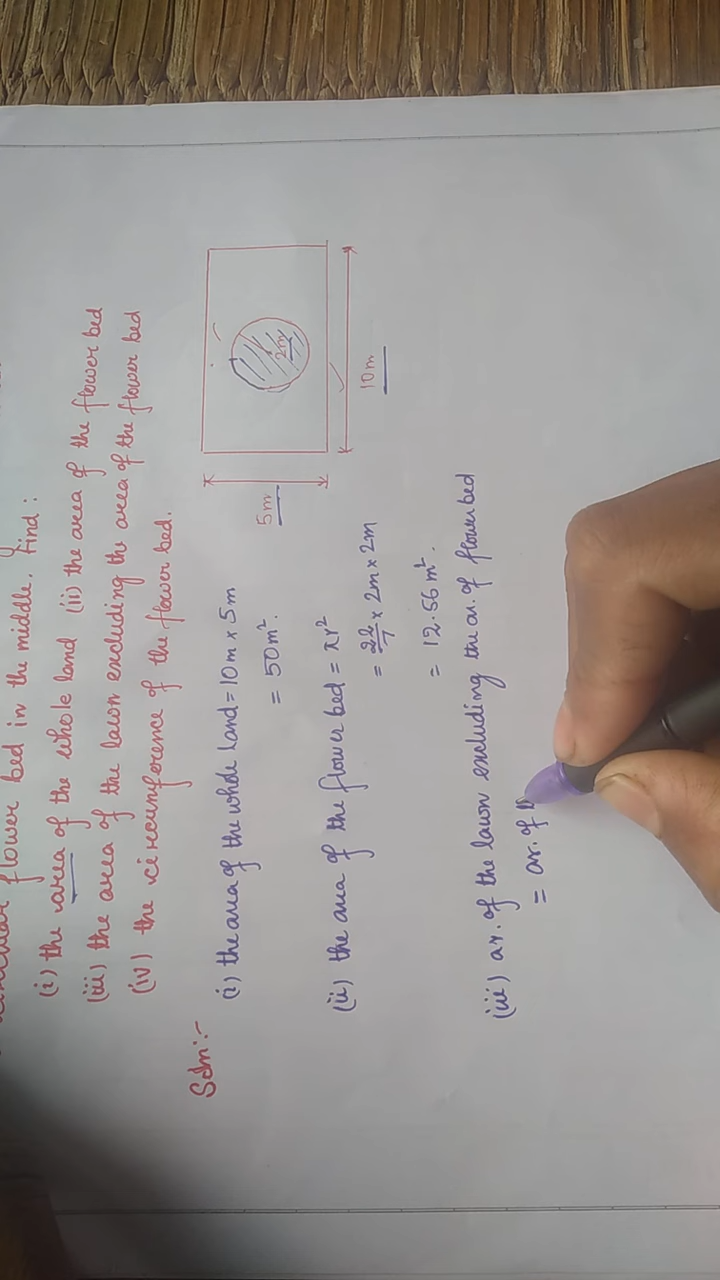 flower bed in the middle. Find :
(i) the area of the whole land (ii) the area of the flower bed
(iii) the area of the lawn excluding the area of the flower bed
(iv) the circumference of the flower bed.
Soln:-
5m
2m
10m
(i) the area of the whole land = 10m × 5m
= 50m².
(ii) the area of the flower bed = πr²
= 22/7 × 2m × 2m
= 12.56 m².
(iii) ar. of the lawn excluding the ar. of flower bed
= ar. of